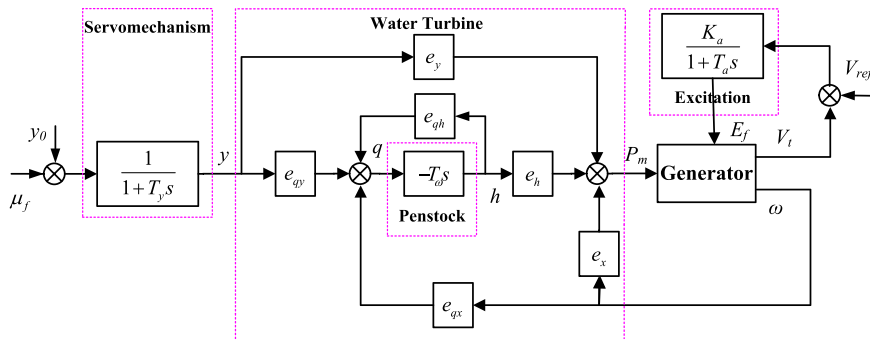 Servomechanism
Water Turbine
K_a
1+T_a s
Excitation
V_ref
e_y
y_0
μ_f
1
1+T_y s
y
e_qh
q
e_qy
-T_ω s
Penstock
h
e_h
P_m
E_f
V_t
Generator
ω
e_x
e_qx